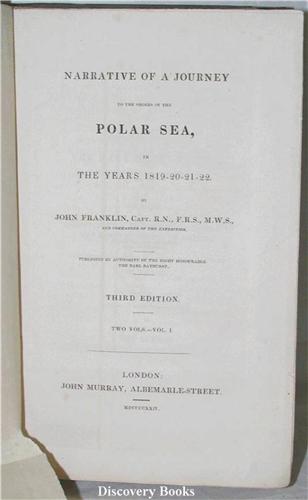 NARRATIVE OF A JOURNEY
TO THE SHORES OF THE
POLAR SEA,
IN
THE YEARS 1819-20-21-22.
BY
JOHN FRANKLIN, CAPT. R.N., F.R.S., M.W.S.,
AND COMMANDER OF THE EXPEDITION.
PUBLISHED BY AUTHORITY OF THE RIGHT HONOURABLE
THE EARL BATHURST.
THIRD EDITION.
TWO VOLS.—VOL. I.
LONDON:
JOHN MURRAY, ALBEMARLE-STREET.
MDCCCXXIV.
Discovery Books